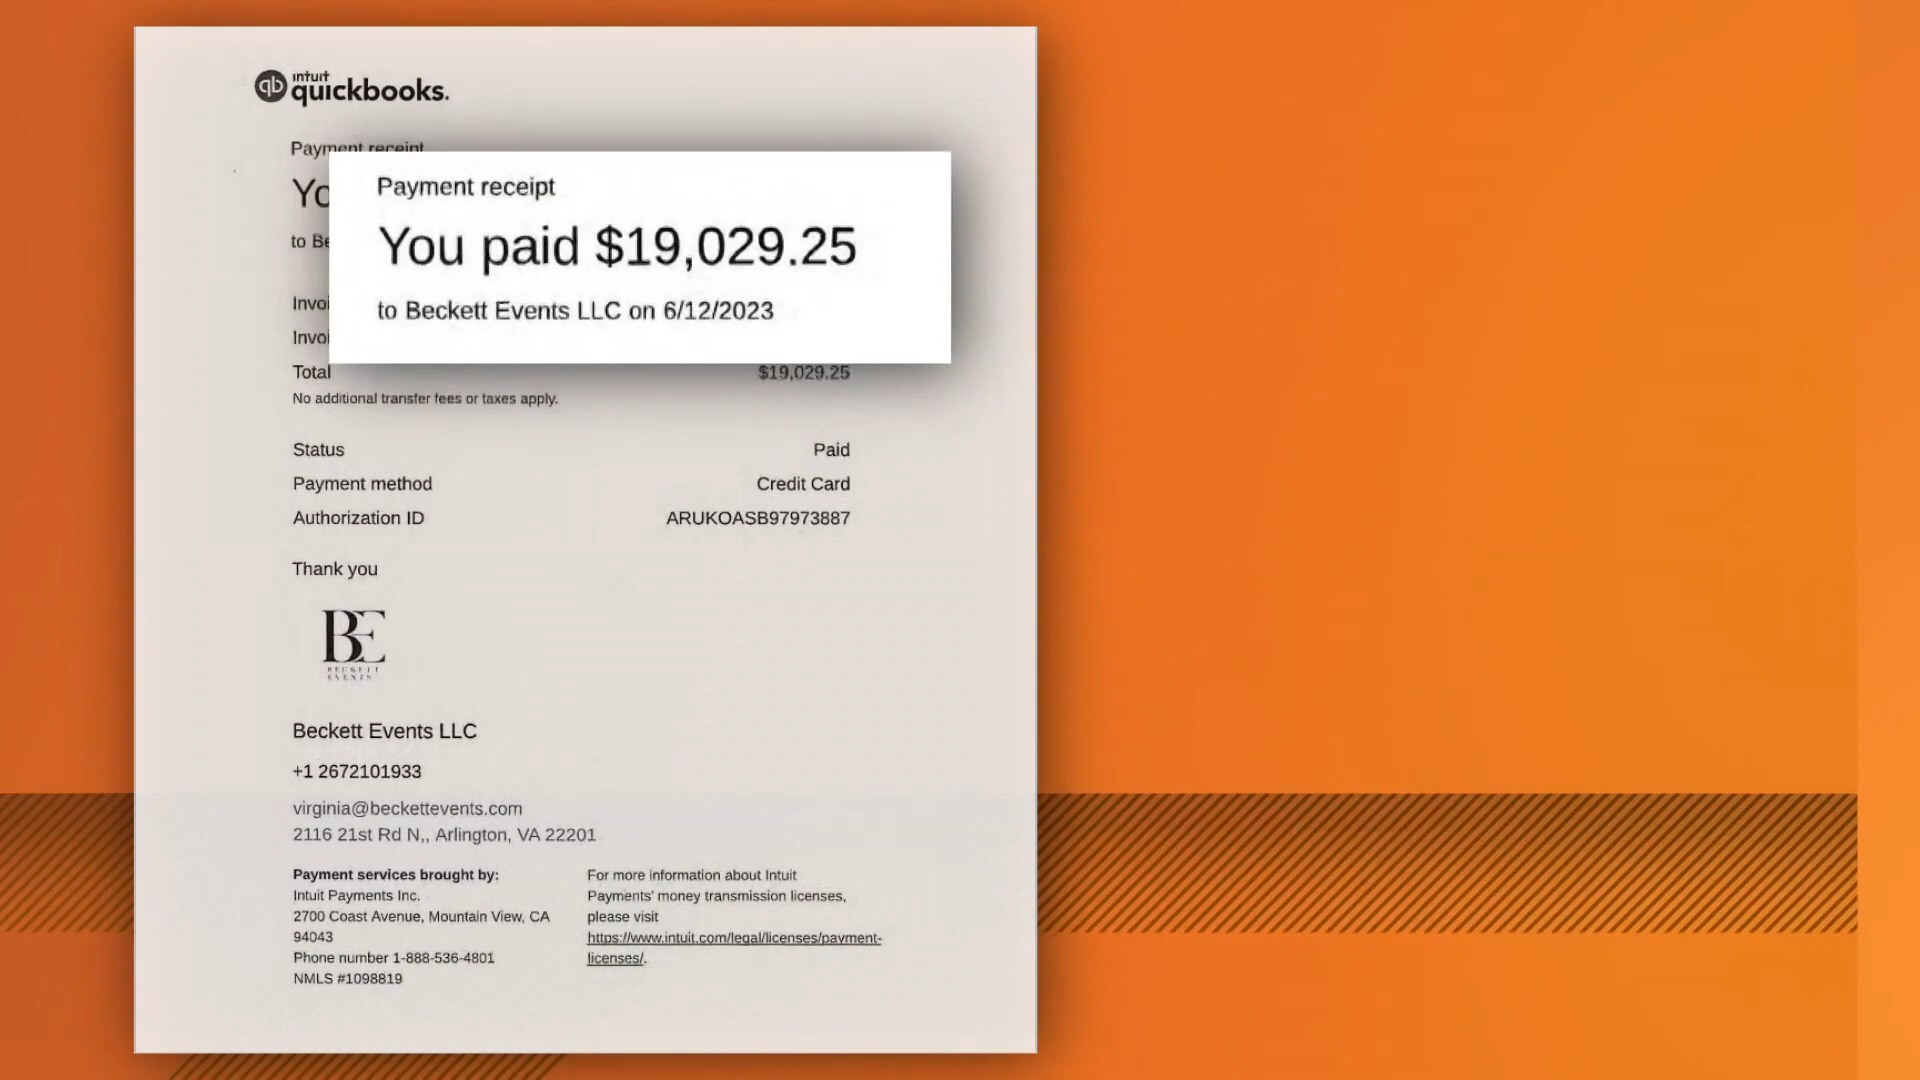 intuit
quickbooks.
Payment receipt
Payment receipt
You paid $19,029.25
to Beckett Events LLC on 6/12/2023
Total $19,029.25
No additional transfer fees or taxes apply.
Status Paid
Payment method Credit Card
Authorization ID ARUKOASB97973887
Thank you
BE
BECKETT
EVENTS
Beckett Events LLC
+1 2672101933
virginia@beckettevents.com
2116 21st Rd N,, Arlington, VA 22201
Payment services brought by:
Intuit Payments Inc.
2700 Coast Avenue, Mountain View, CA
94043
Phone number 1-888-536-4801
NMLS #1098819
For more information about Intuit
Payments' money transmission licenses,
please visit
https://www.intuit.com/legal/licenses/payment-
licenses/.